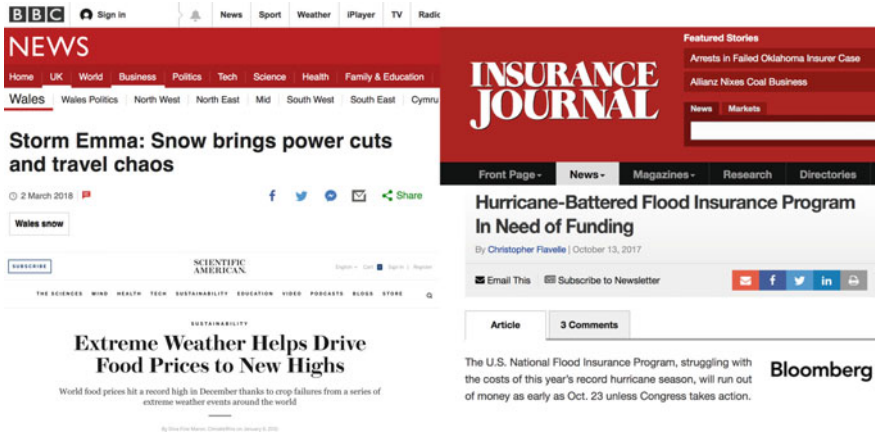 BBC
Sign in
News
Sport
Weather
iPlayer
TV
Radio
NEWS
Home
UK
World
Business
Politics
Tech
Science
Health
Family & Education
Wales
Wales Politics
North West
North East
Mid
South West
South East
Cymru
Storm Emma: Snow brings power cuts
and travel chaos
2 March 2018
Share
Wales snow
SUBSCRIBE
SCIENTIFIC
AMERICAN.
English
Cart
Sign In | Register
THE SCIENCES
MIND
HEALTH
TECH
SUSTAINABILITY
EDUCATION
VIDEO
PODCASTS
BLOGS
STORE
SUSTAINABILITY
Extreme Weather Helps Drive
Food Prices to New Highs
World food prices hit a record high in December thanks to crop failures from a series of
extreme weather events around the world
Featured Stories
Arrests in Failed Oklahoma Insurer Case
Allianz Nixes Coal Business
News
Markets
INSURANCE
JOURNAL
Front Page
News
Magazines
Research
Directories
Hurricane-Battered Flood Insurance Program
In Need of Funding
By Christopher Flavelle | October 13, 2017
Email This
Subscribe to Newsletter
Article
3 Comments
The U.S. National Flood Insurance Program, struggling with
the costs of this year's record hurricane season, will run out
of money as early as Oct. 23 unless Congress takes action.
Bloomberg